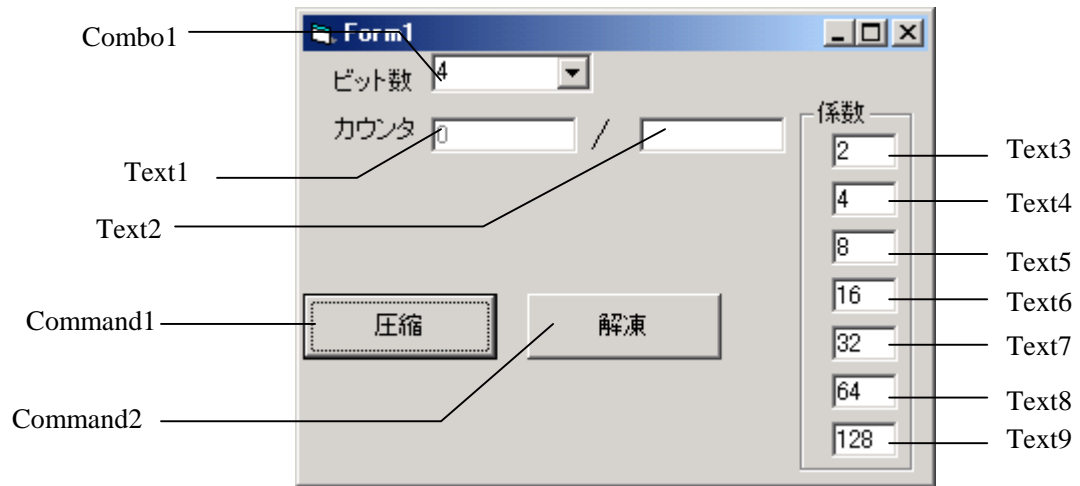 Form1
Combo1
ビット数 4
カウンタ 0 /
係数
2 Text3
Text1
4 Text4
Text2
8 Text5
16 Text6
Command1
圧縮 解凍
32 Text7
64 Text8
Command2
128 Text9